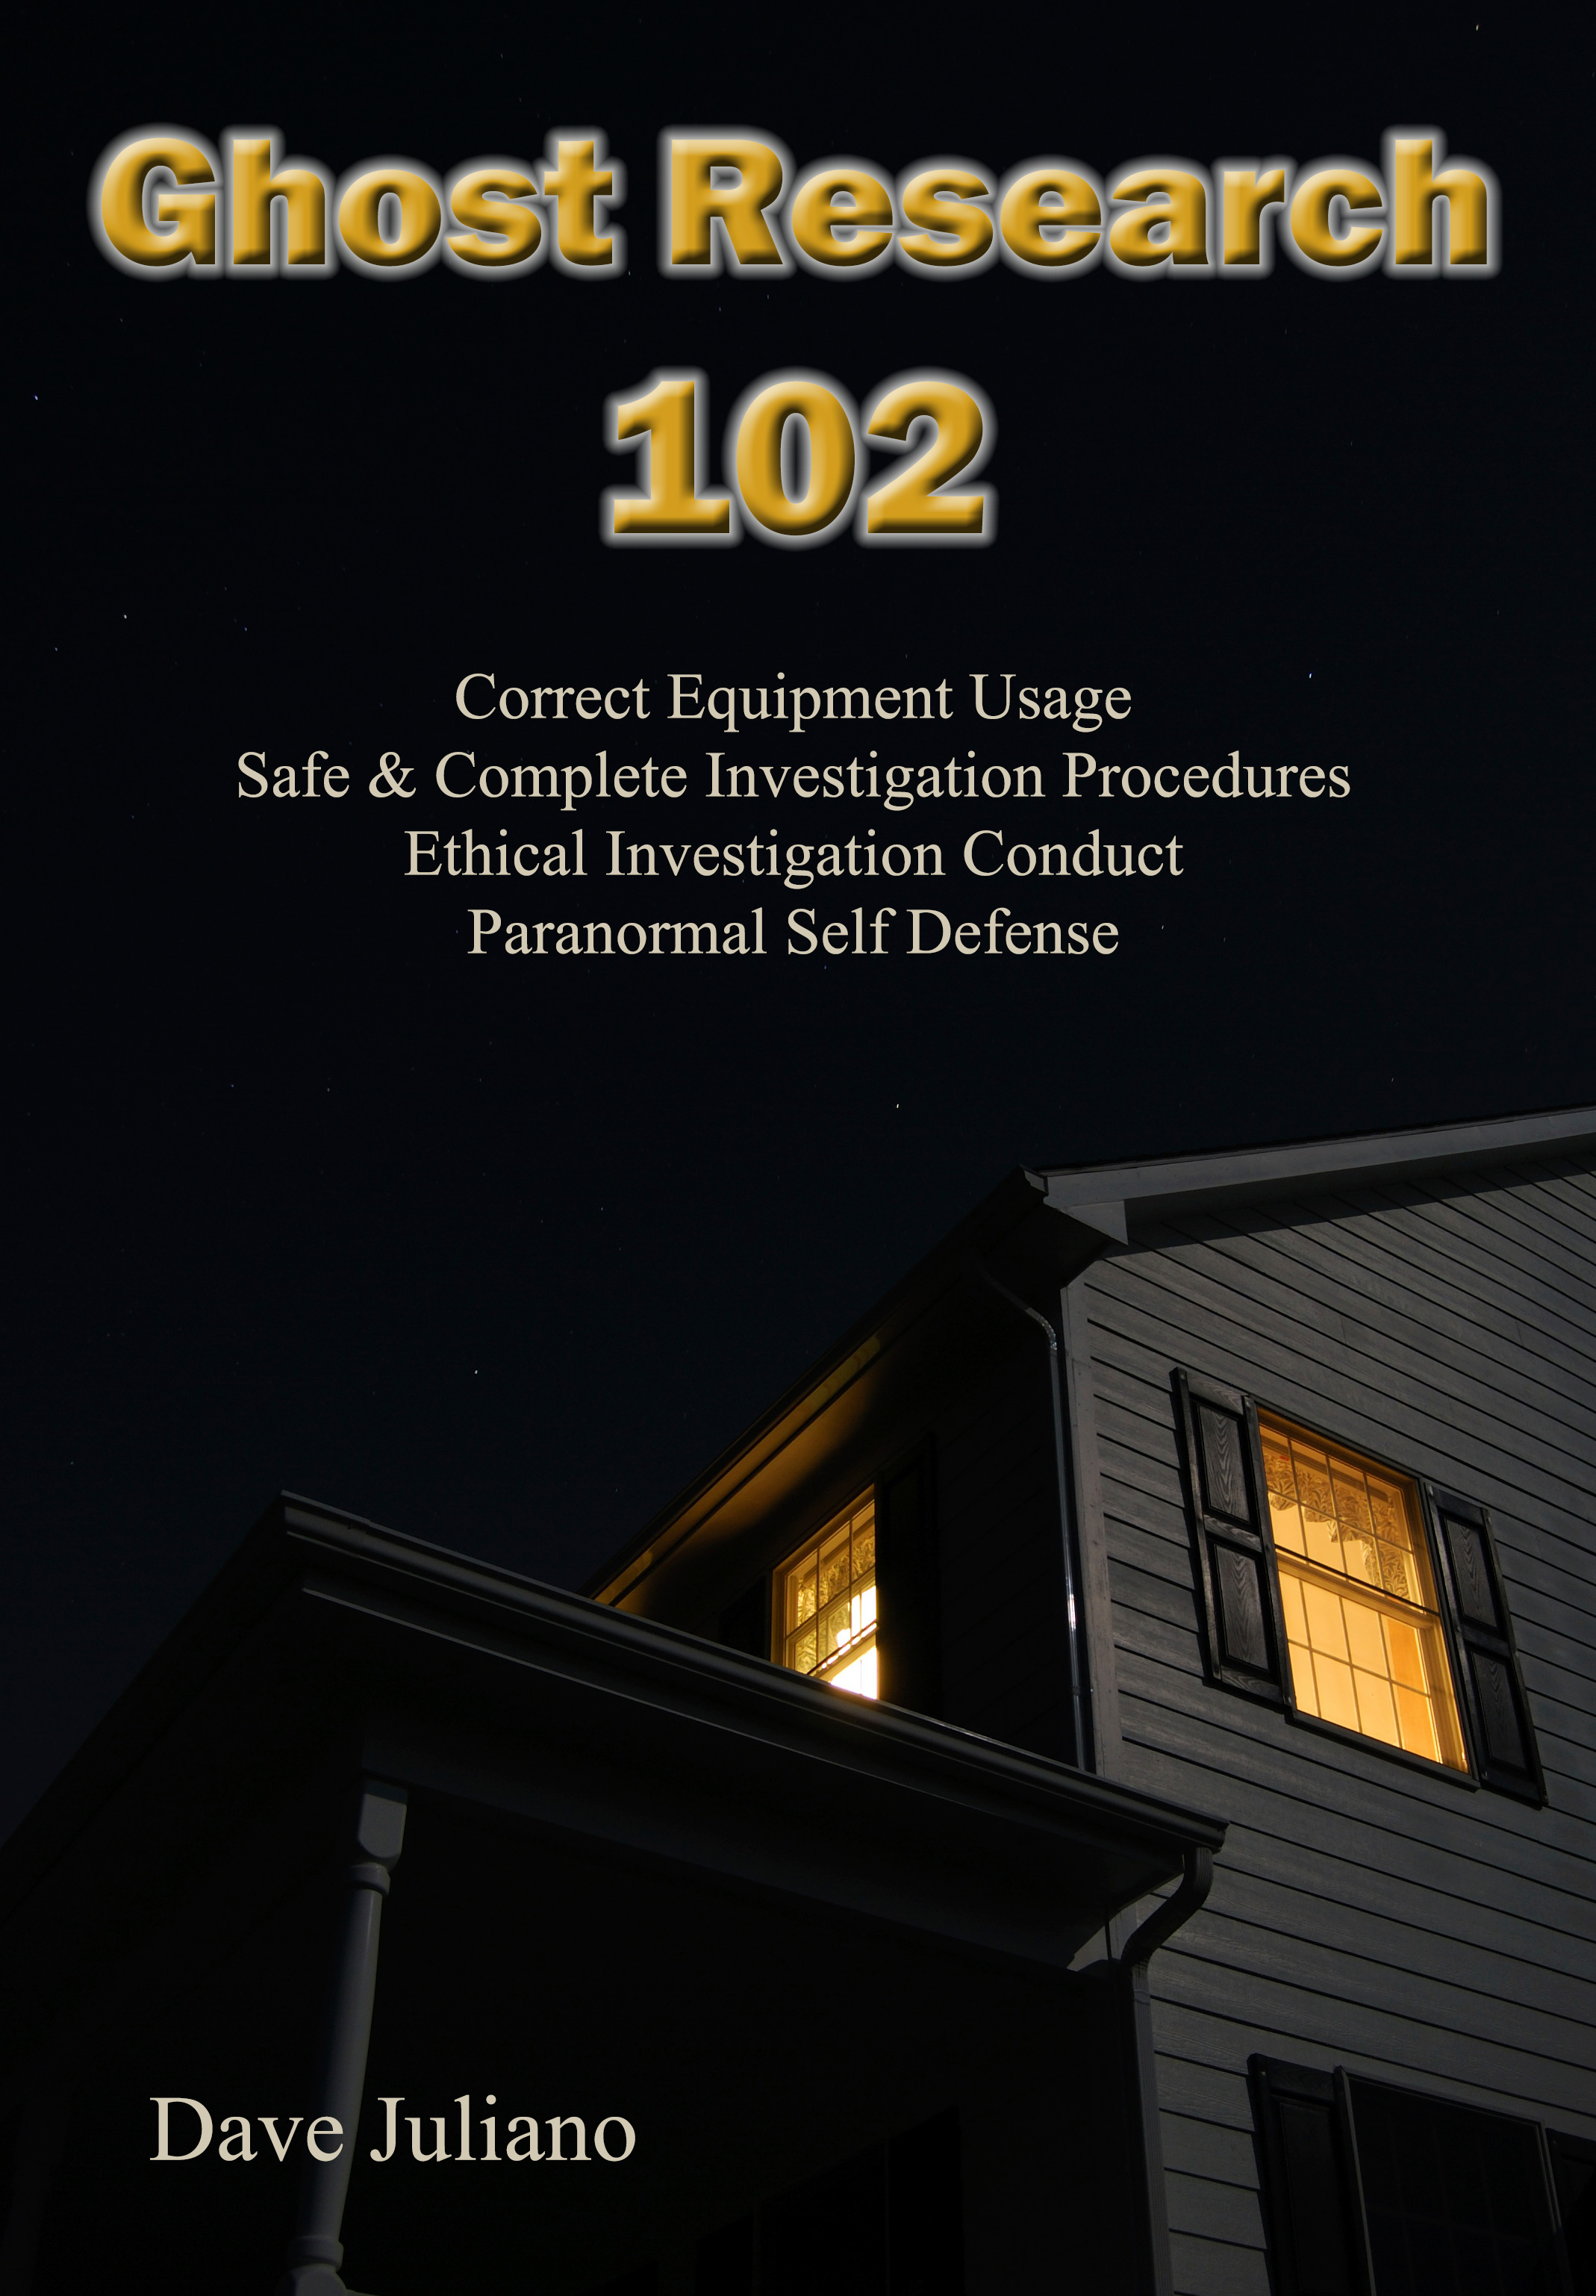 Ghost Research
102
Correct Equipment Usage
Safe & Complete Investigation Procedures
Ethical Investigation Conduct
Paranormal Self Defense
Dave Juliano